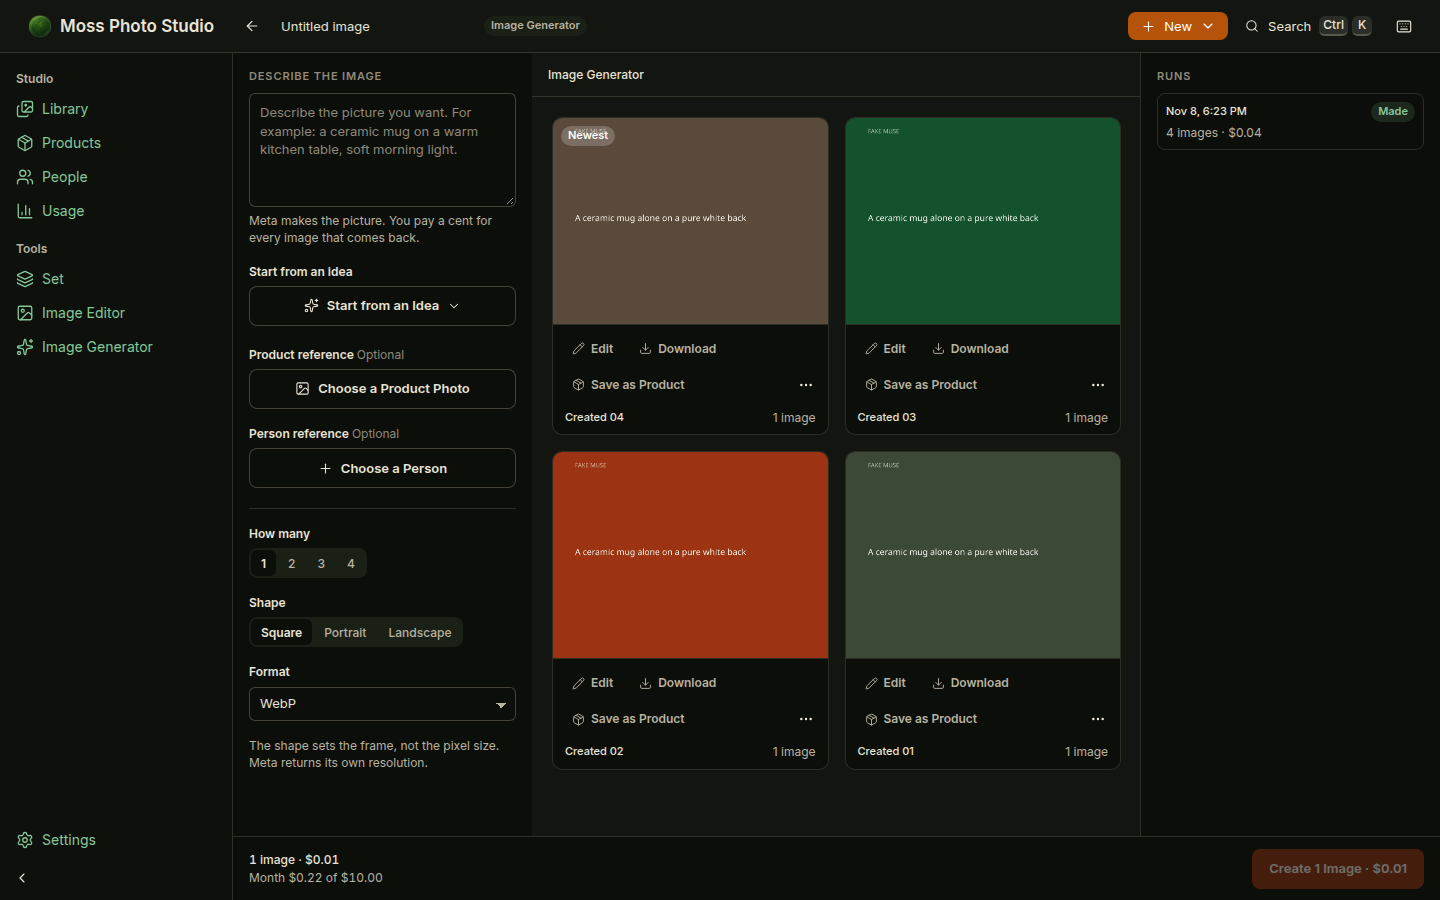 Moss Photo Studio
Untitled image
Image Generator
New
Search Ctrl K
Studio
Library
Products
People
Usage
Tools
Set
Image Editor
Image Generator
Settings
DESCRIBE THE IMAGE
Describe the picture you want. For
example: a ceramic mug on a warm
kitchen table, soft morning light.
Meta makes the picture. You pay a cent for
every image that comes back.
Start from an idea
Start from an Idea
Product reference Optional
Choose a Product Photo
Person reference Optional
Choose a Person
How many
1 2 3 4
Shape
Square Portrait Landscape
Format
WebP
The shape sets the frame, not the pixel size.
Meta returns its own resolution.
Image Generator
Newest
A ceramic mug alone on a pure white back
Edit Download
Save as Product
Created 04 1 image
FAKE MUSE
A ceramic mug alone on a pure white back
Edit Download
Save as Product
Created 03 1 image
FAKE MUSE
A ceramic mug alone on a pure white back
Edit Download
Save as Product
Created 02 1 image
FAKE MUSE
A ceramic mug alone on a pure white back
Edit Download
Save as Product
Created 01 1 image
RUNS
Nov 8, 6:23 PM Made
4 images · $0.04
1 image · $0.01
Month $0.22 of $10.00
Create 1 Image · $0.01